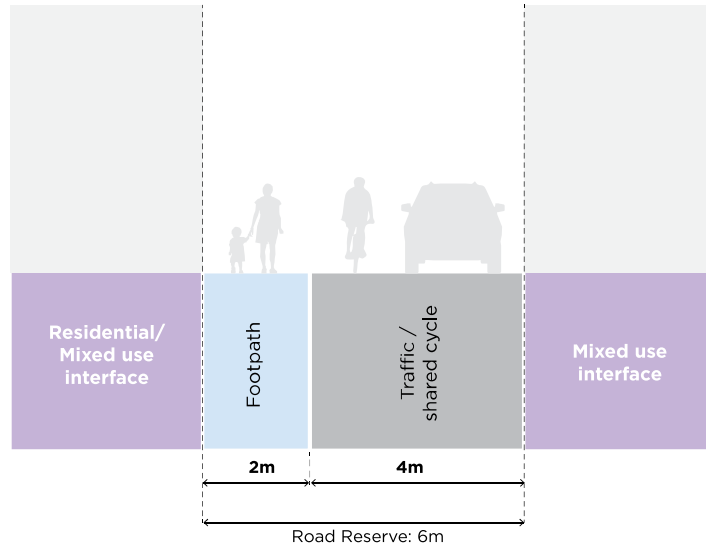 Residential/
Mixed use
interface
Footpath
Traffic /
shared cycle
Mixed use
interface
2m
4m
Road Reserve: 6m